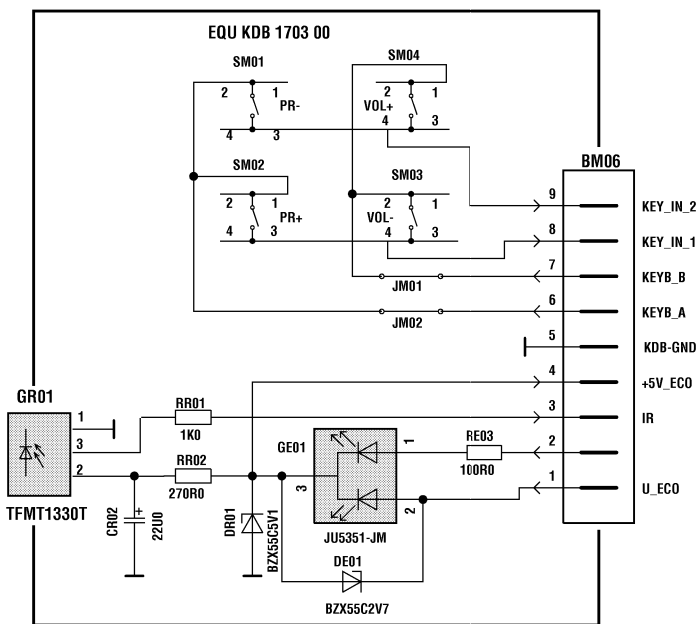 EQU KDB 1703 00
SM01
SM04
2 1
PR-
4 3
2 1
VOL+
4 3
SM02
SM03
2 1
PR+
4 3
2 1
VOL-
4 3
BM06
9 KEY_IN_2
8 KEY_IN_1
7 KEYB_B
JM01
6 KEYB_A
JM02
5 KDB-GND
4 +5V_ECO
3 IR
2
1 U_ECO
GR01
1
3
2
TFMT1330T
RR01
1K0
RR02
270R0
CR02
+
22U0
DR01
BZX55C5V1
GE01
1
3
2
JU5351-JM
RE03
100R0
DE01
BZX55C2V7